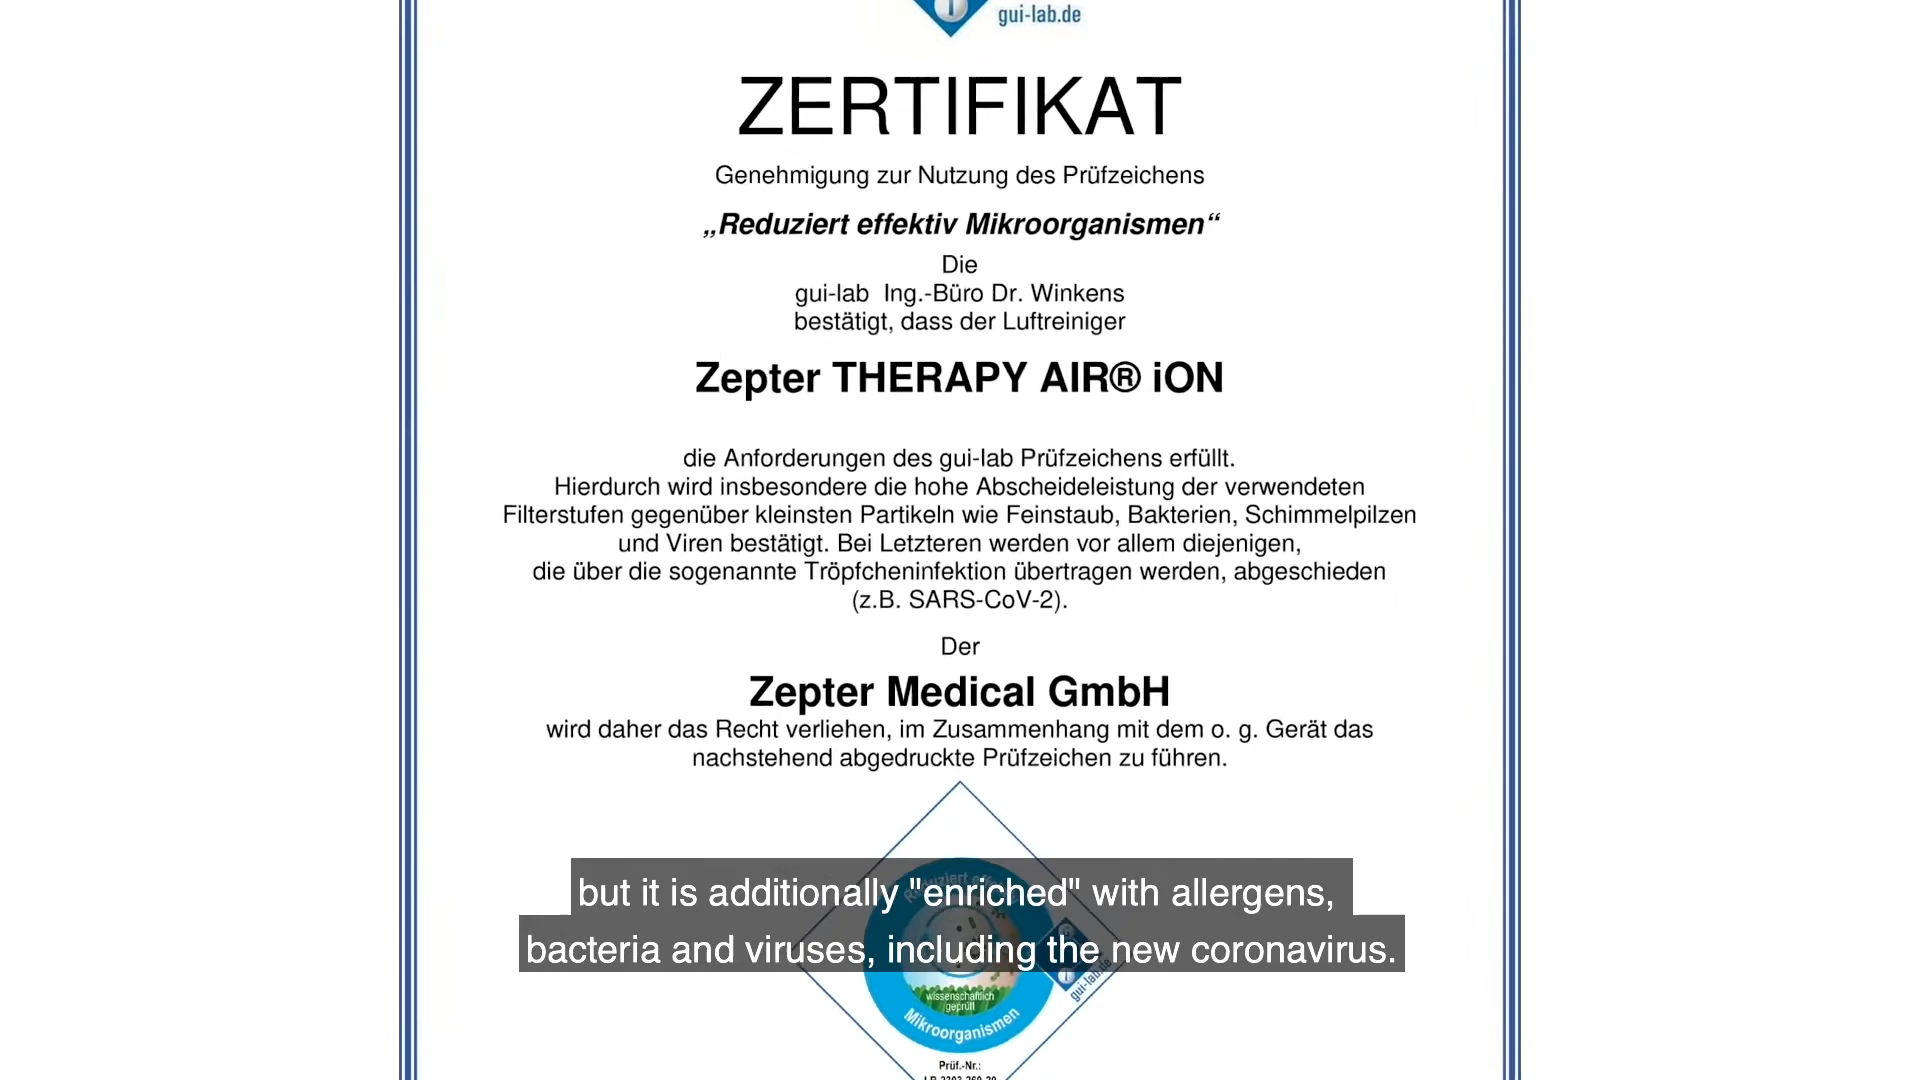 gui-lab.de
ZERTIFIKAT
Genehmigung zur Nutzung des Prüfzeichens
„Reduziert effektiv Mikroorganismen“
Die
gui-lab Ing.-Büro Dr. Winkens
bestätigt, dass der Luftreiniger
Zepter THERAPY AIR® iON
die Anforderungen des gui-lab Prüfzeichens erfüllt.
Hierdurch wird insbesondere die hohe Abscheideleistung der verwendeten
Filterstufen gegenüber kleinsten Partikeln wie Feinstaub, Bakterien, Schimmelpilzen
und Viren bestätigt. Bei Letzteren werden vor allem diejenigen,
die über die sogenannte Tröpfcheninfektion übertragen werden, abgeschieden
(z.B. SARS-CoV-2).
Der
Zepter Medical GmbH
wird daher das Recht verliehen, im Zusammenhang mit dem o. g. Gerät das
nachstehend abgedruckte Prüfzeichen zu führen.
Reduziert
but it is additionally "enriched" with allergens,
bacteria and viruses, including the new coronavirus.
gui-lab.de
wissenschaftlich
geprüft
Mikroorganismen
Prüf.-Nr.: